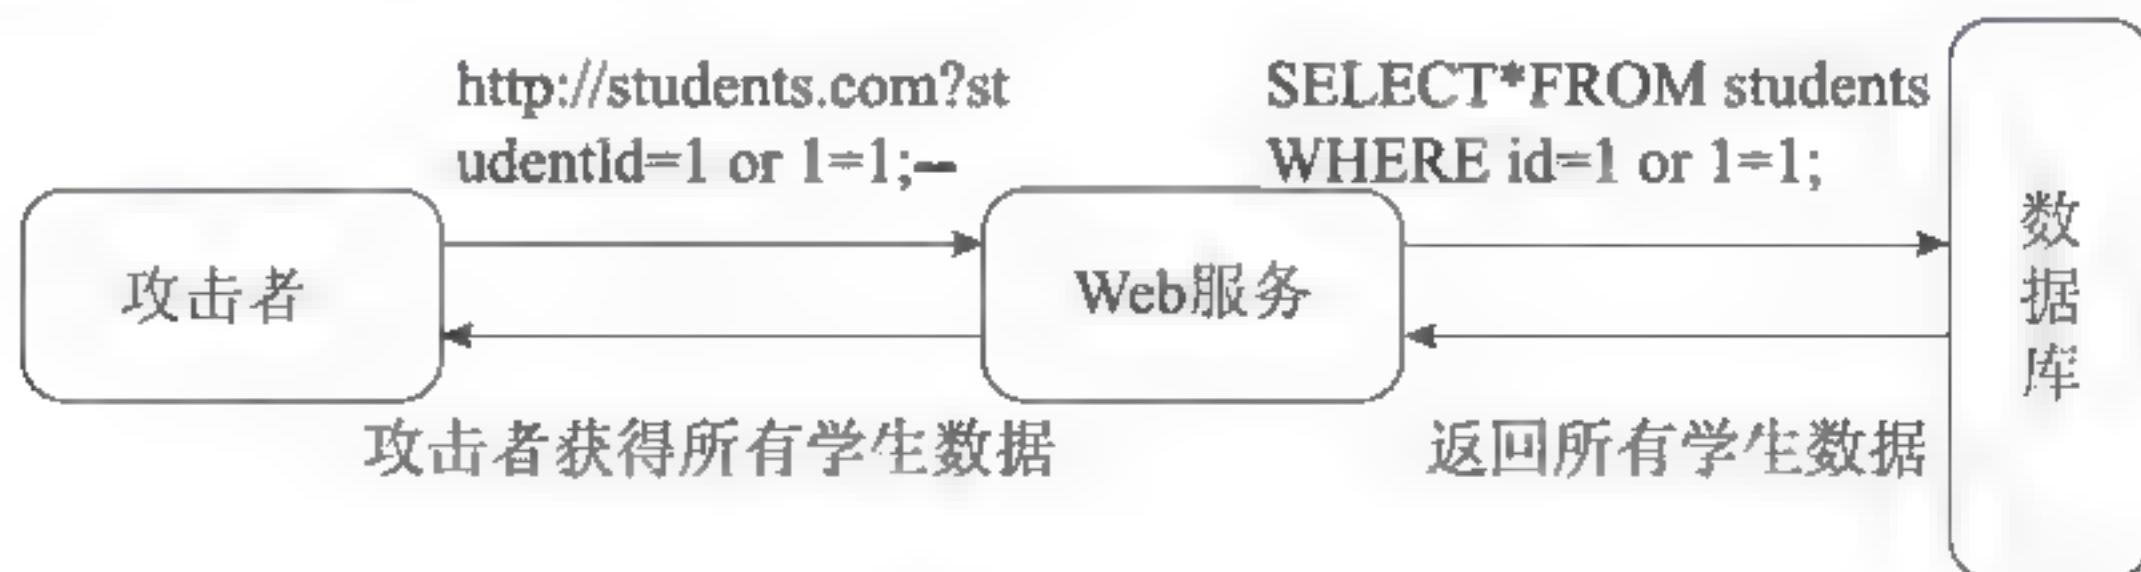 http://students.com?st
udentId=1 or 1=1;--
SELECT*FROM students
WHERE id=1 or 1=1;
攻击者
Web服务
数
据
库
攻击者获得所有学生数据
返回所有学生数据